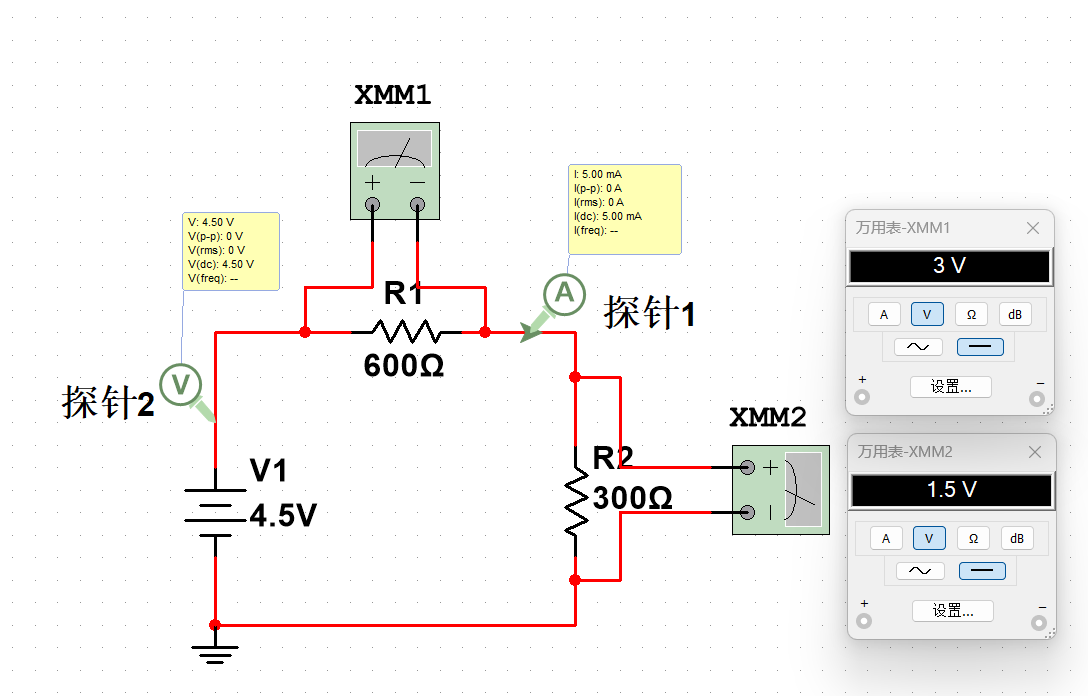 XMM1
I: 5.00 mA
I(p-p): 0 A
I(rms): 0 A
I(dc): 5.00 mA
I(freq): --
V: 4.50 V
V(p-p): 0 V
V(rms): 0 V
V(dc): 4.50 V
V(freq): --
R1
600Ω
A
探针1
V
探针2
XMM2
V1
4.5V
R2
300Ω
万用表-XMM1
3 V
A V Ω dB
+ 设置... −
万用表-XMM2
1.5 V
A V Ω dB
+ 设置... −